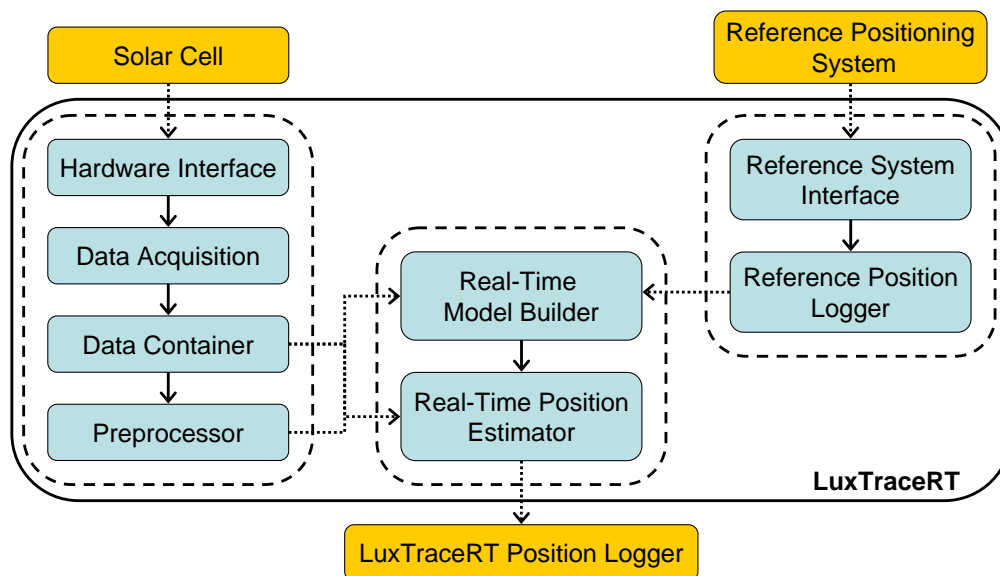 Solar Cell
Reference Positioning
System
Hardware Interface
Data Acquisition
Data Container
Preprocessor
Real-Time
Model Builder
Real-Time Position
Estimator
Reference System
Interface
Reference Position
Logger
LuxTraceRT
LuxTraceRT Position Logger